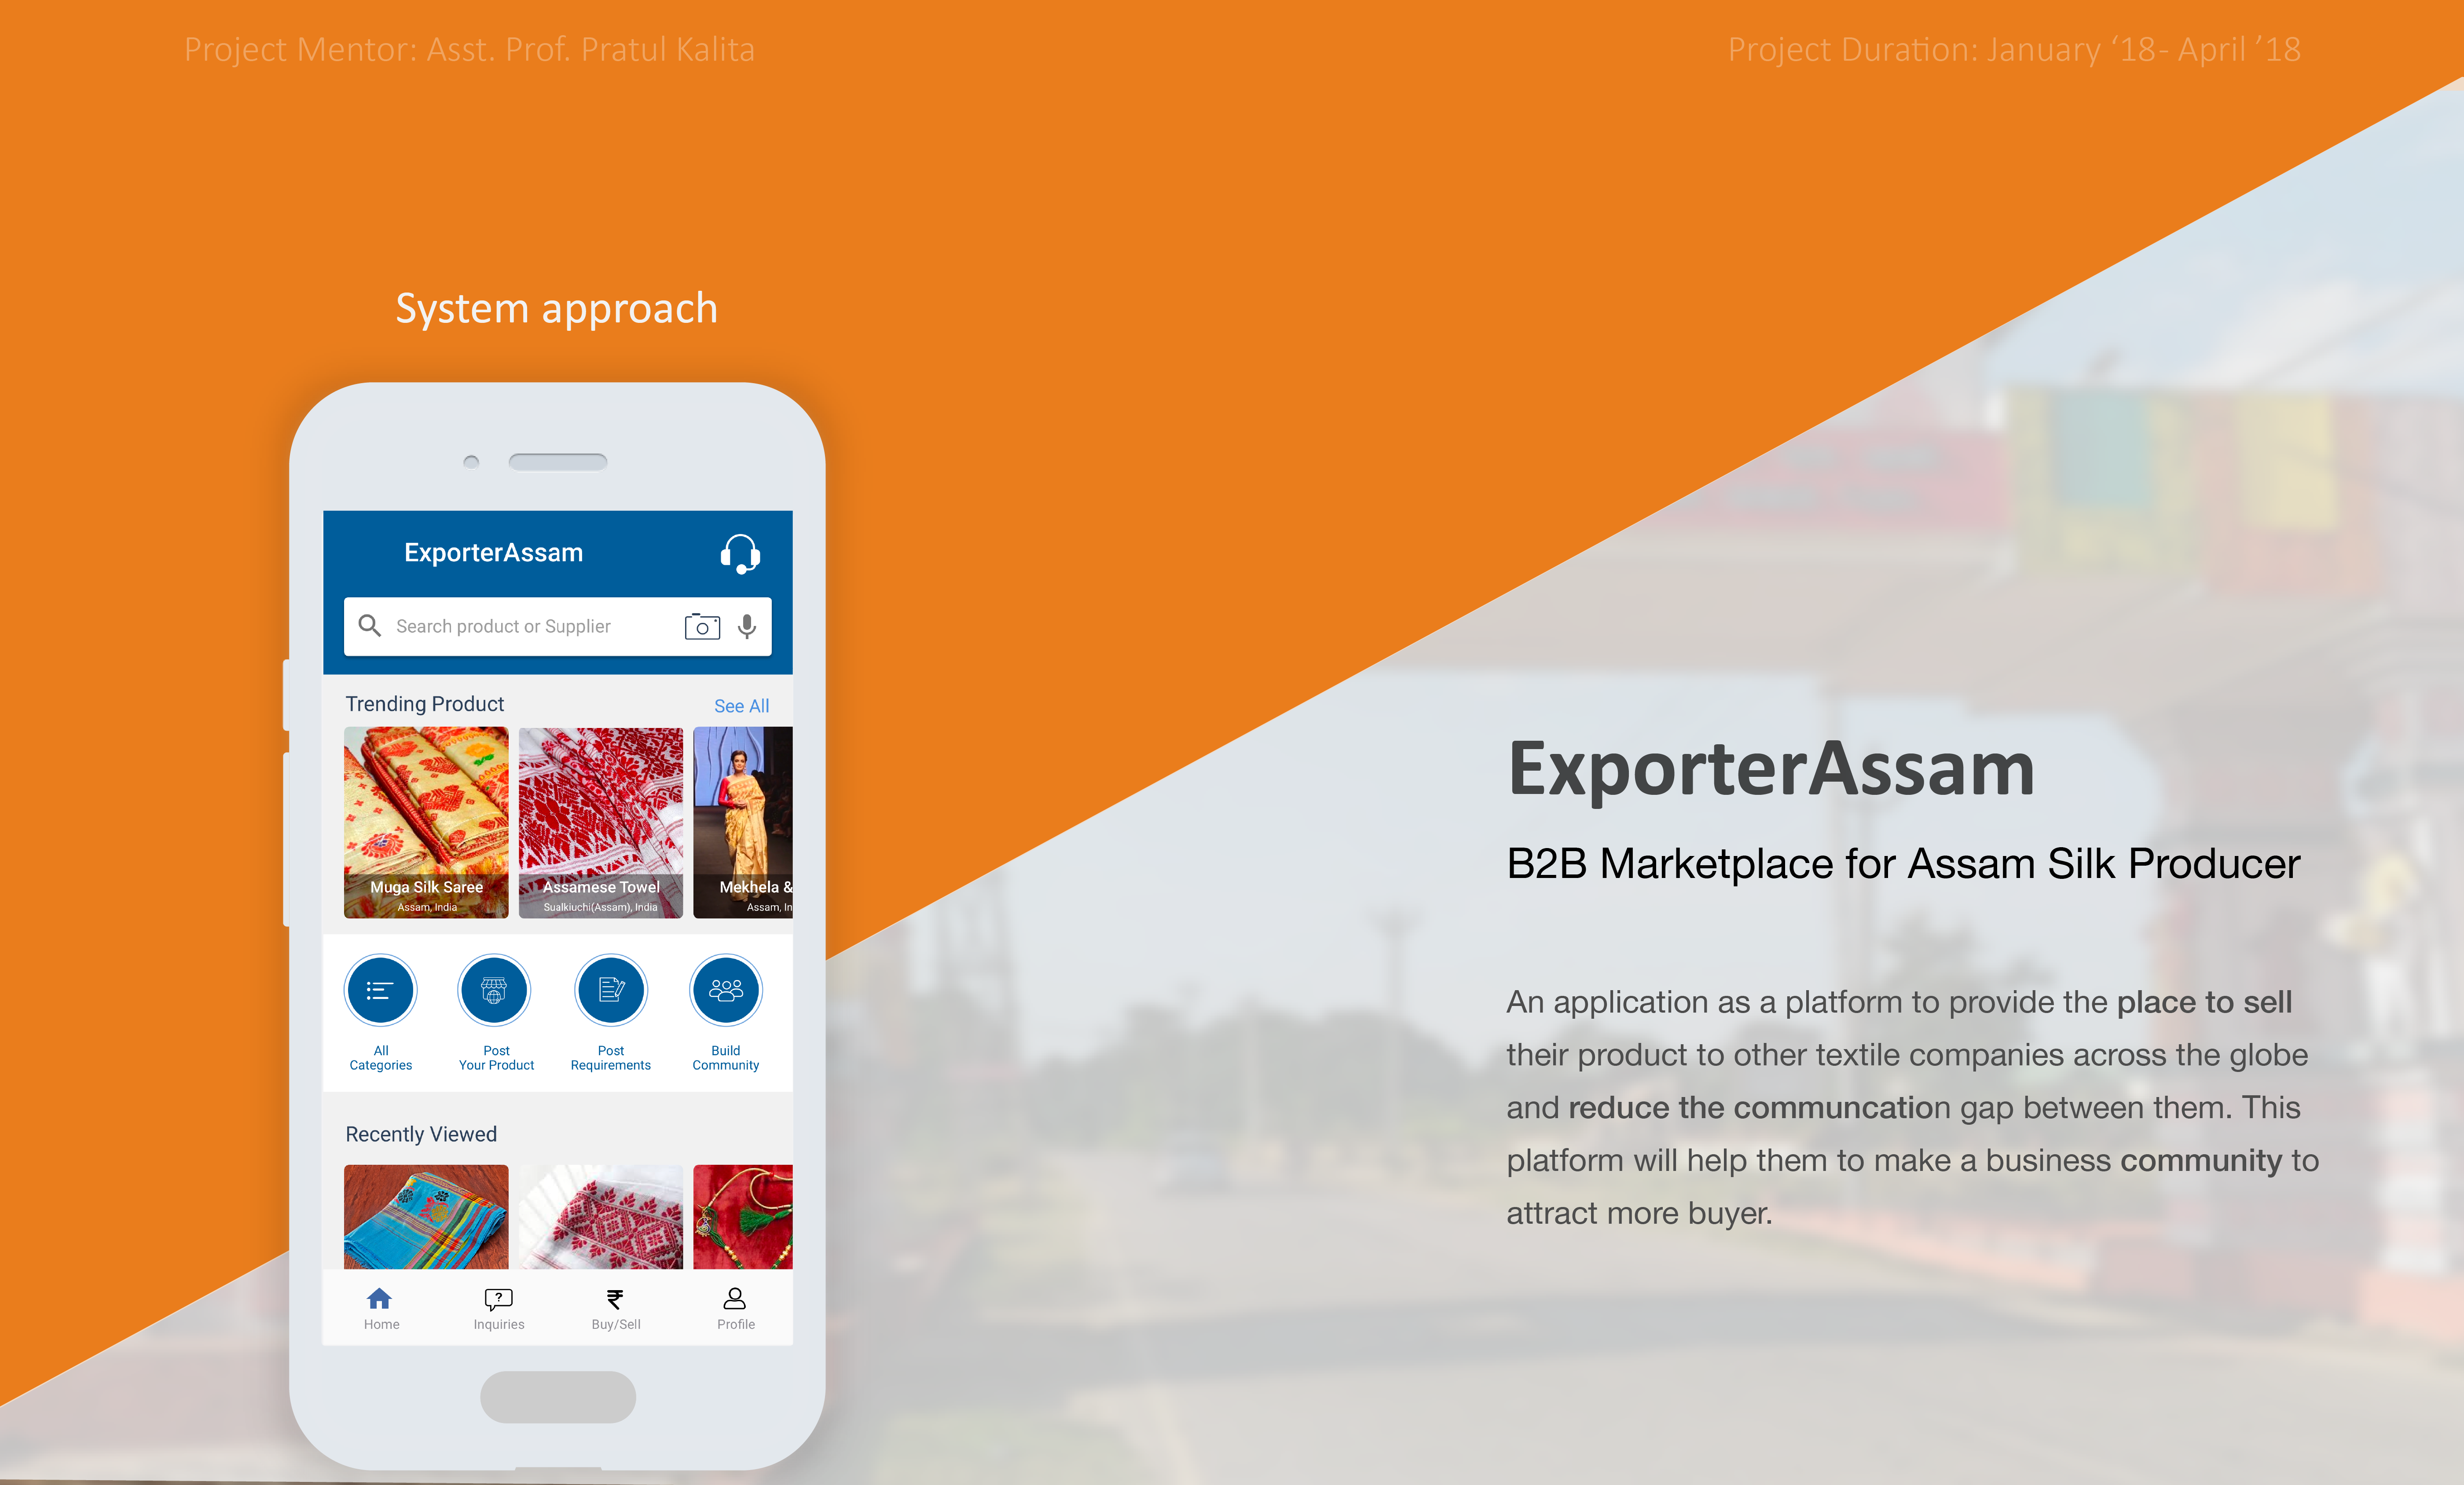 Project Mentor: Asst. Prof. Pratul Kalita
Project Duration: January ‘18- April ’18
System approach
ExporterAssam
Search product or Supplier
Trending Product
See All
Muga Silk Saree
Assam, India
Assamese Towel
Sualkiuchi(Assam), India
Mekhela &
Assam, In
All
Categories
Post
Your Product
Post
Requirements
Build
Community
Recently Viewed
Home
Inquiries
Buy/Sell
Profile
ExporterAssam
B2B Marketplace for Assam Silk Producer
An application as a platform to provide the place to sell
their product to other textile companies across the globe
and reduce the communcation gap between them. This
platform will help them to make a business community to
attract more buyer.